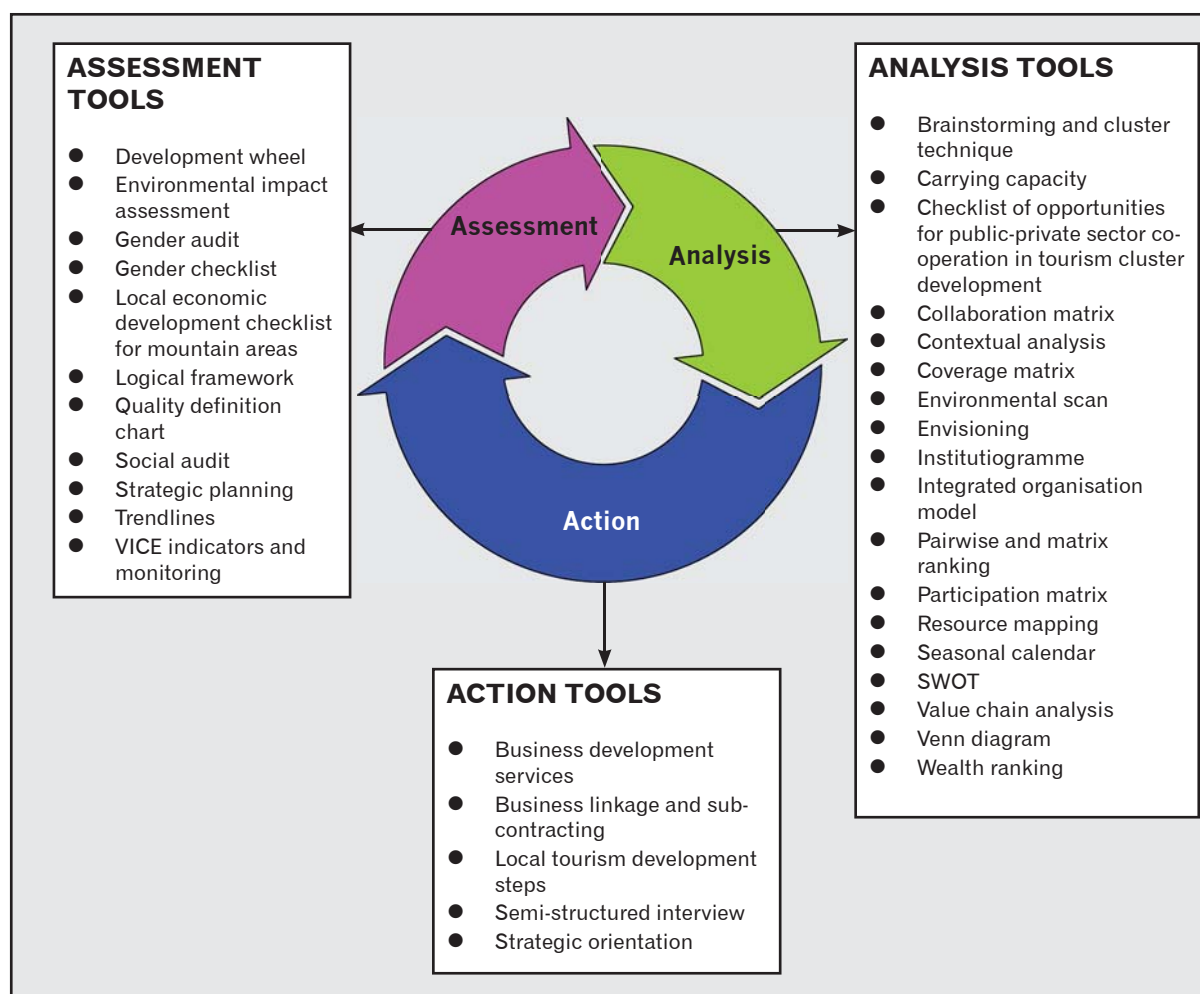 ASSESSMENT
TOOLS
● Development wheel
● Environmental impact
assessment
● Gender audit
● Gender checklist
● Local economic
development checklist
for mountain areas
● Logical framework
● Quality definition
chart
● Social audit
● Strategic planning
● Trendlines
● VICE indicators and
monitoring
Assessment
Analysis
Action
ANALYSIS TOOLS
● Brainstorming and cluster
technique
● Carrying capacity
● Checklist of opportunities
for public-private sector co-
operation in tourism cluster
development
● Collaboration matrix
● Contextual analysis
● Coverage matrix
● Environmental scan
● Envisioning
● Institutiogramme
● Integrated organisation
model
● Pairwise and matrix
ranking
● Participation matrix
● Resource mapping
● Seasonal calendar
● SWOT
● Value chain analysis
● Venn diagram
● Wealth ranking
ACTION TOOLS
● Business development
services
● Business linkage and sub-
contracting
● Local tourism development
steps
● Semi-structured interview
● Strategic orientation